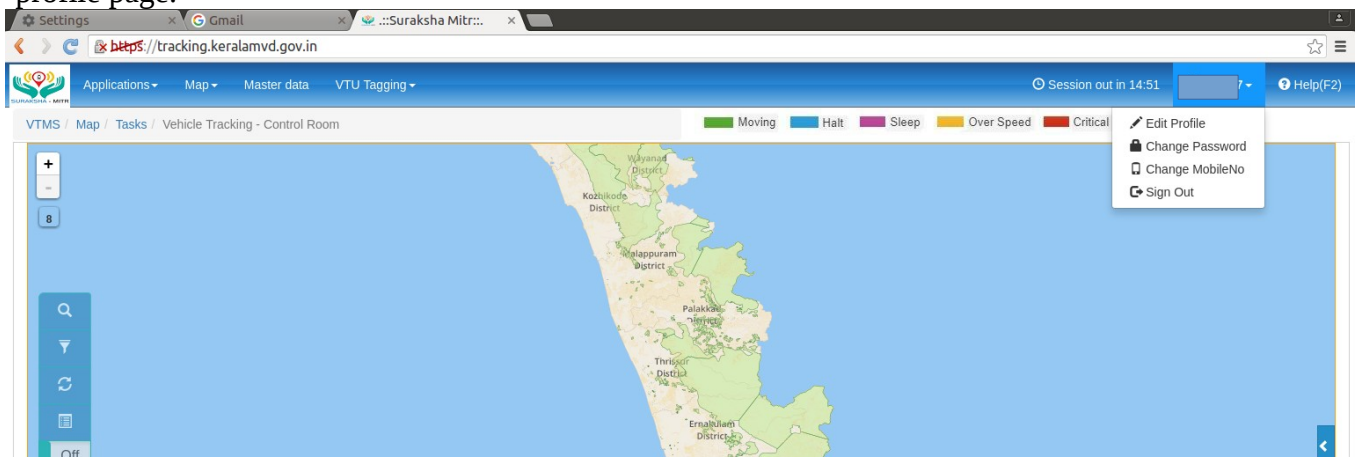 profile page.
Settings × Gmail × .::Suraksha Mitr::. ×
https://tracking.keralamvd.gov.in
SURAKSHA - MITR Applications Map Master data VTU Tagging Session out in 14:51 7 Help(F2)
VTMS / Map / Tasks / Vehicle Tracking - Control Room Moving Halt Sleep Over Speed Critical
Edit Profile
Change Password
Change MobileNo
Sign Out
+
-
8
Wayanad
District
Kozhikode
District
Malappuram
District
Palakkad
District
Thrissur
District
Ernakulam
District
Off